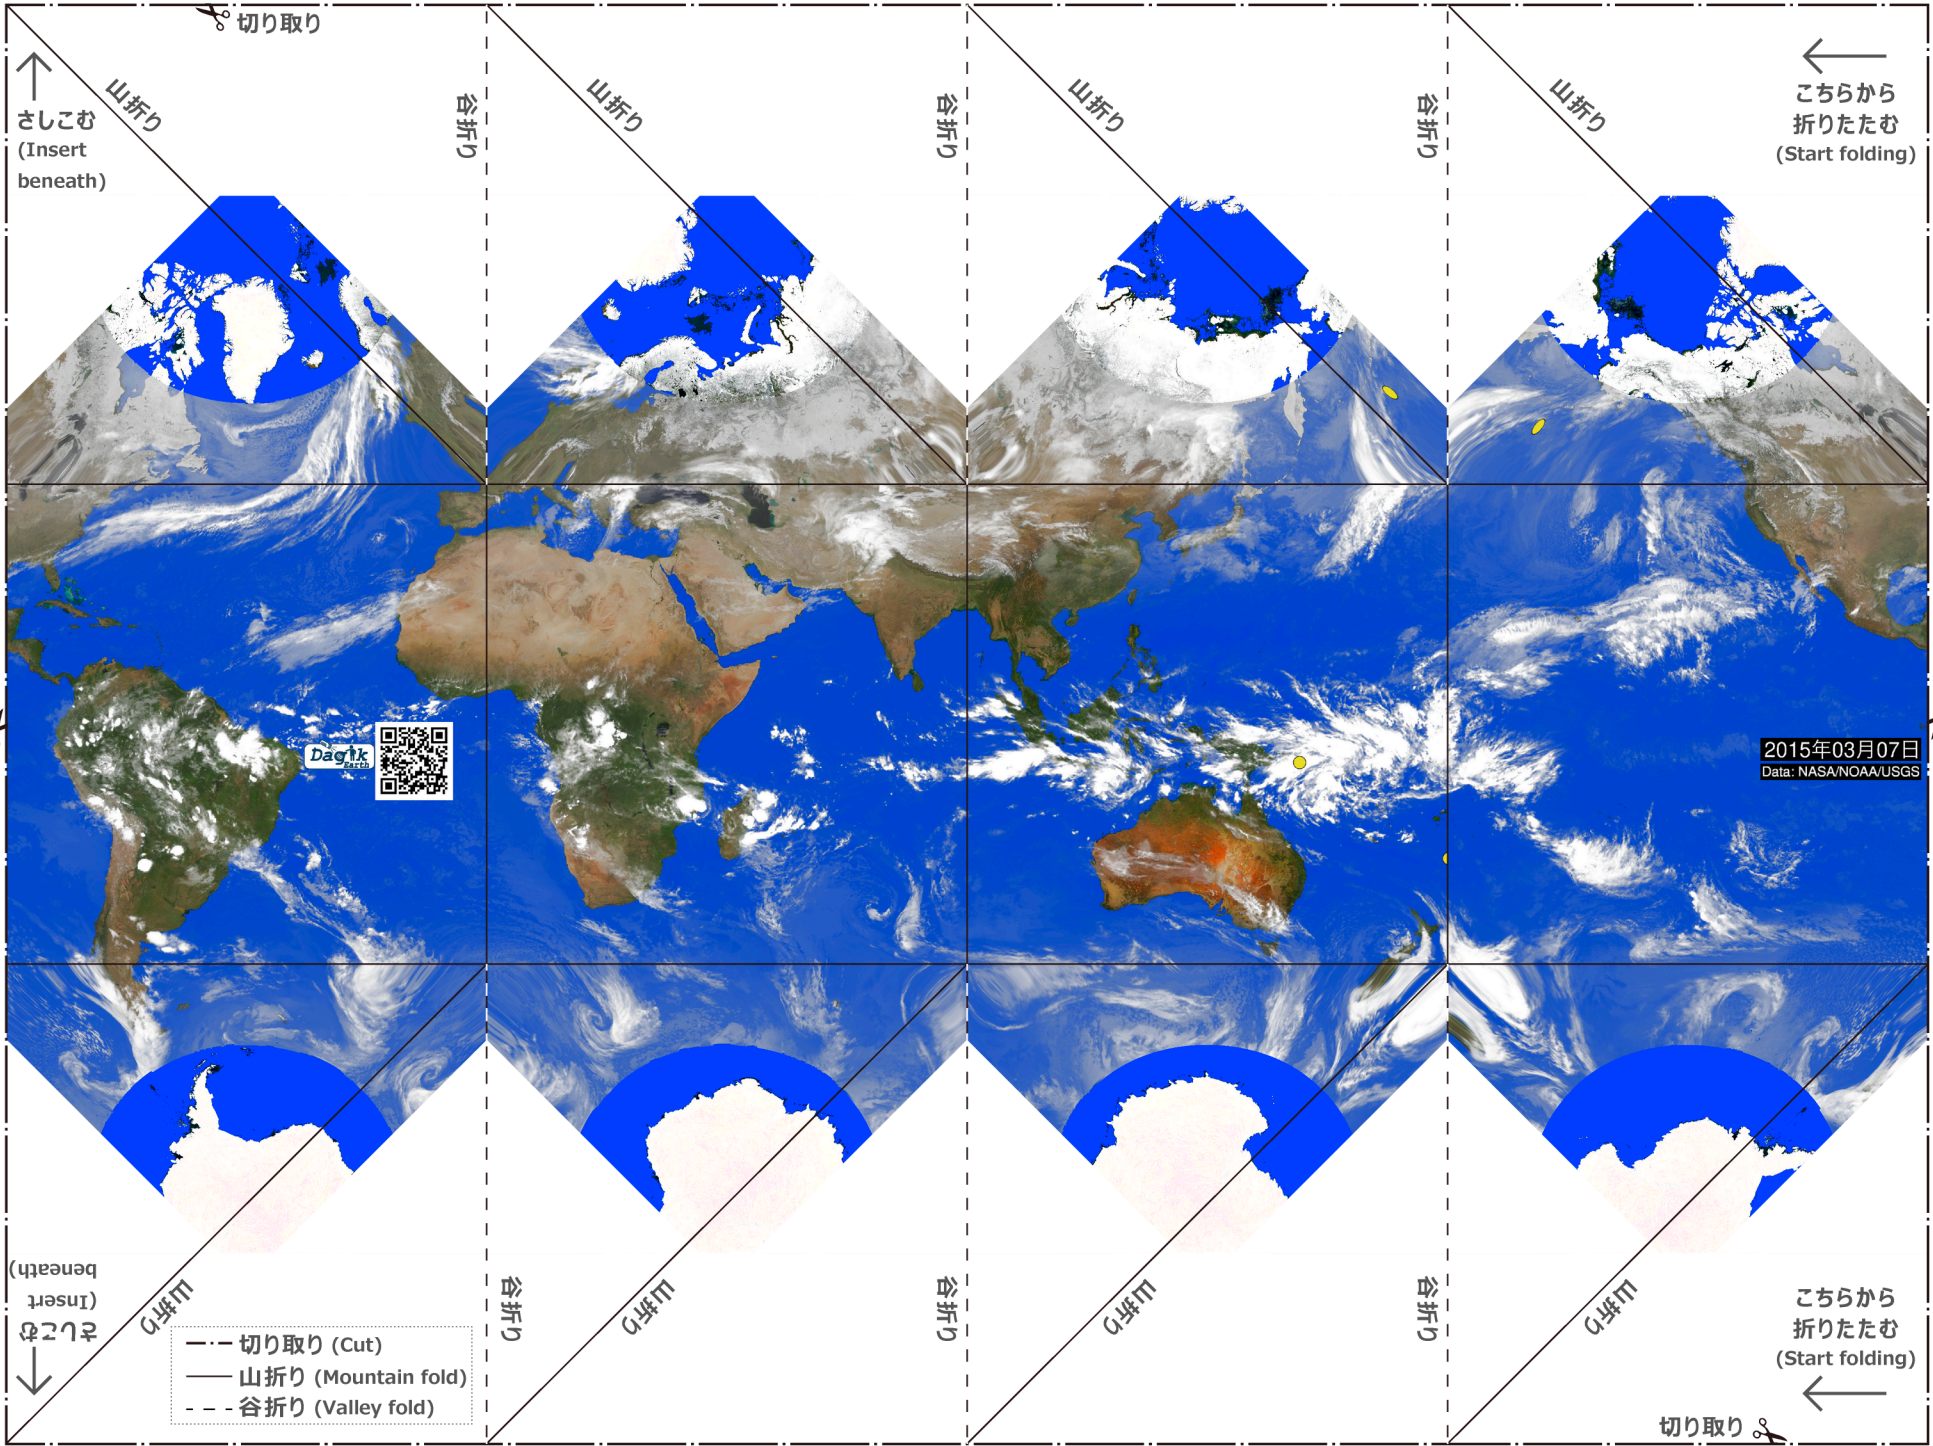 切り取り
山折り
谷折り
山折り
谷折り
山折り
谷折り
山折り
こちらから
折りたたむ
(Start folding)
さしこむ
(Insert
beneath)
Dagik
Earth
2015年03月07日
Data: NASA/NOAA/USGS
さしこむ
(Insert
beneath)
山折り
谷折り
山折り
谷折り
山折り
谷折り
山折り
こちらから
折りたたむ
(Start folding)
切り取り (Cut)
山折り (Mountain fold)
谷折り (Valley fold)
切り取り